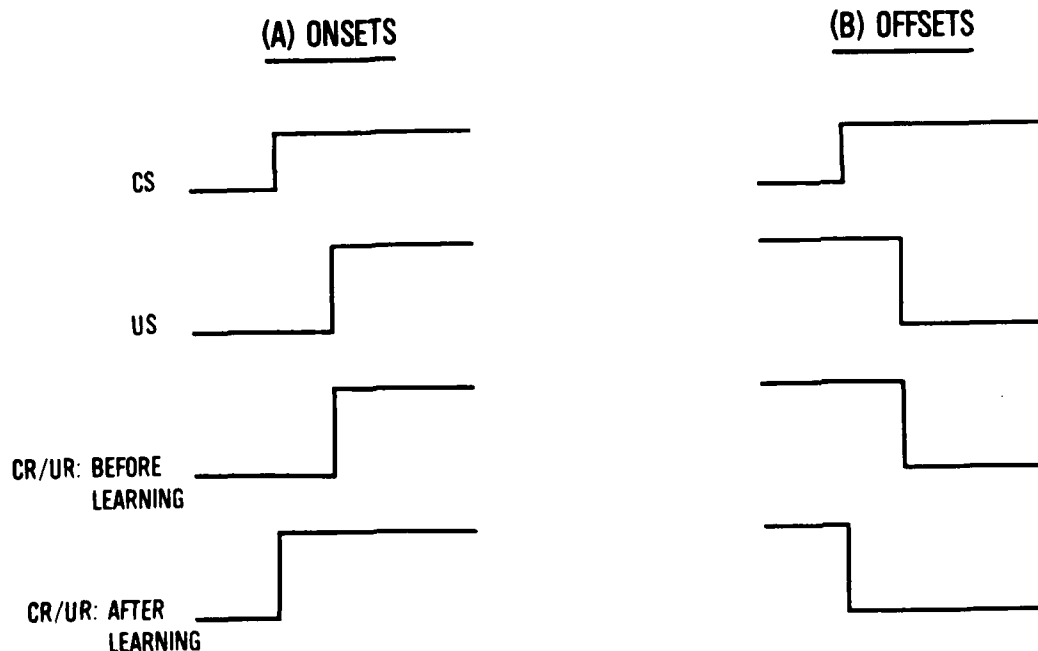 (A) ONSETS
(B) OFFSETS
CS
US
CR/UR: BEFORE
LEARNING
CR/UR: AFTER
LEARNING